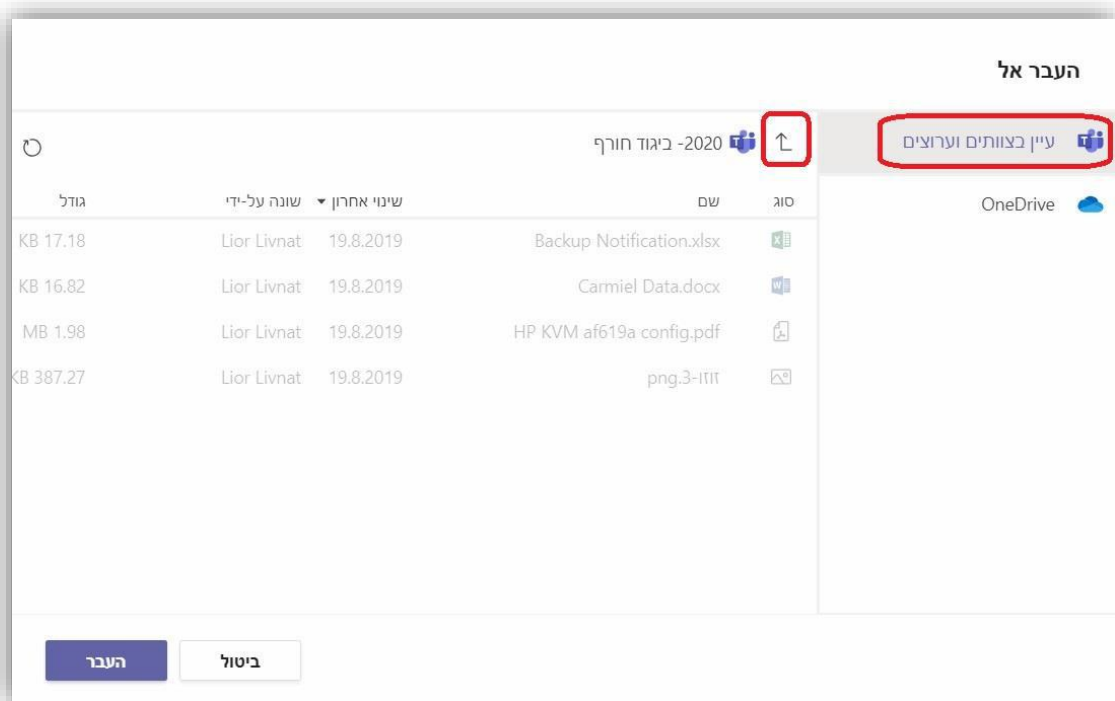 העבר אל
עיין בצוותים וערוצים
OneDrive
2020- ביגוד חורף
סוג שם שינוי אחרון שונה על-ידי גודל
Backup Notification.xlsx 19.8.2019 Lior Livnat KB 17.18
Carmiel Data.docx 19.8.2019 Lior Livnat KB 16.82
HP KVM af619a config.pdf 19.8.2019 Lior Livnat MB 1.98
זוזו-3.png 19.8.2019 Lior Livnat KB 387.27
ביטול העבר